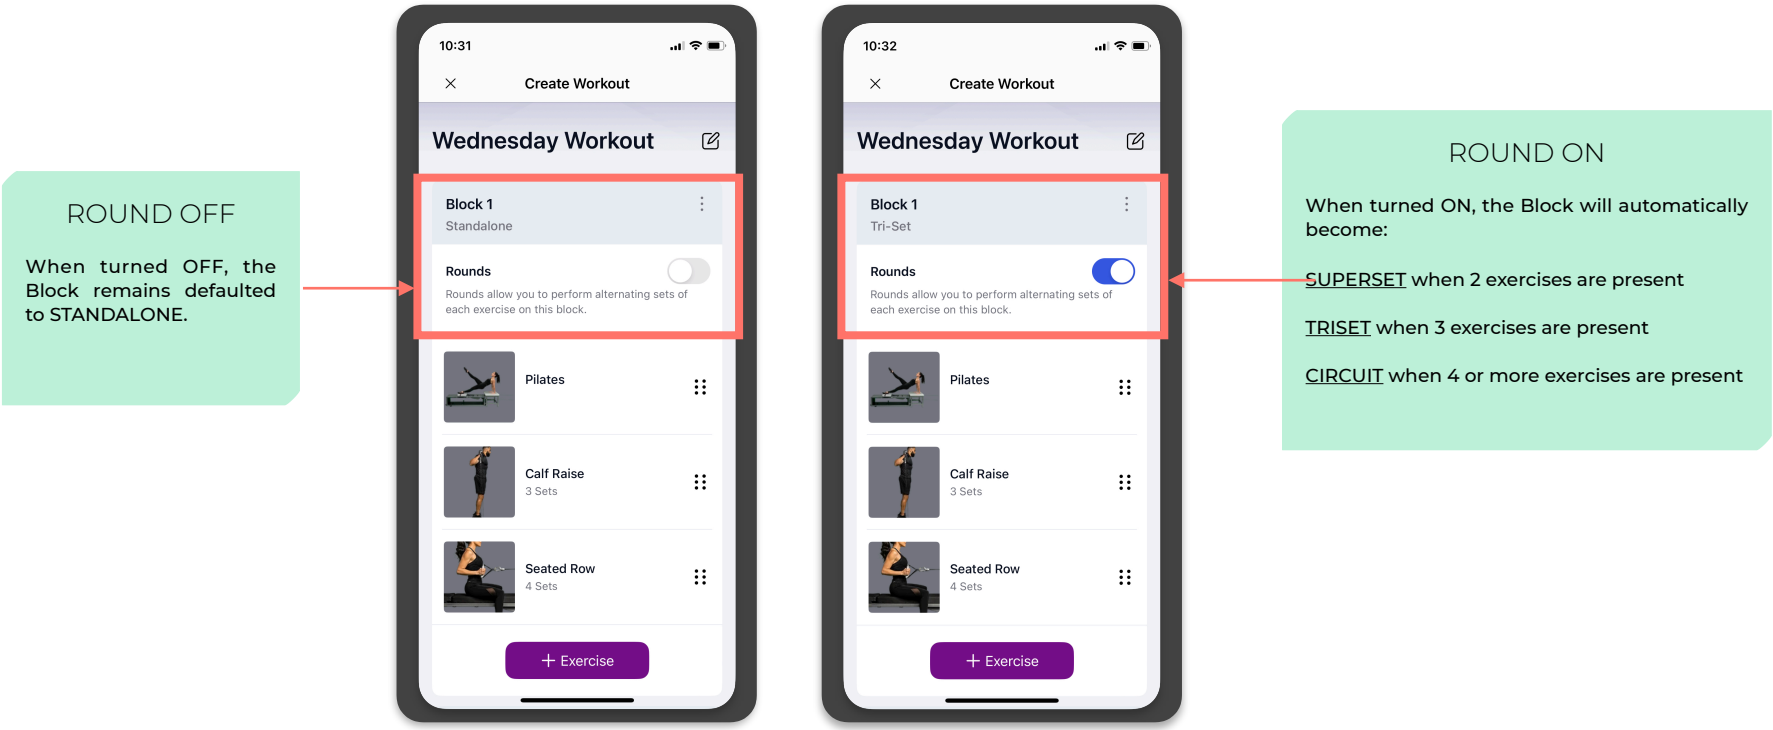 ROUND OFF
When turned OFF, the
Block remains defaulted
to STANDALONE.
10:31
Create Workout
Wednesday Workout
Block 1
Standalone
Rounds
Rounds allow you to perform alternating sets of
each exercise on this block.
Pilates
Calf Raise
3 Sets
Seated Row
4 Sets
+ Exercise
10:32
Create Workout
Wednesday Workout
Block 1
Tri-Set
Rounds
Rounds allow you to perform alternating sets of
each exercise on this block.
Pilates
Calf Raise
3 Sets
Seated Row
4 Sets
+ Exercise
ROUND ON
When turned ON, the Block will automatically
become:
SUPERSET when 2 exercises are present
TRISET when 3 exercises are present
CIRCUIT when 4 or more exercises are present